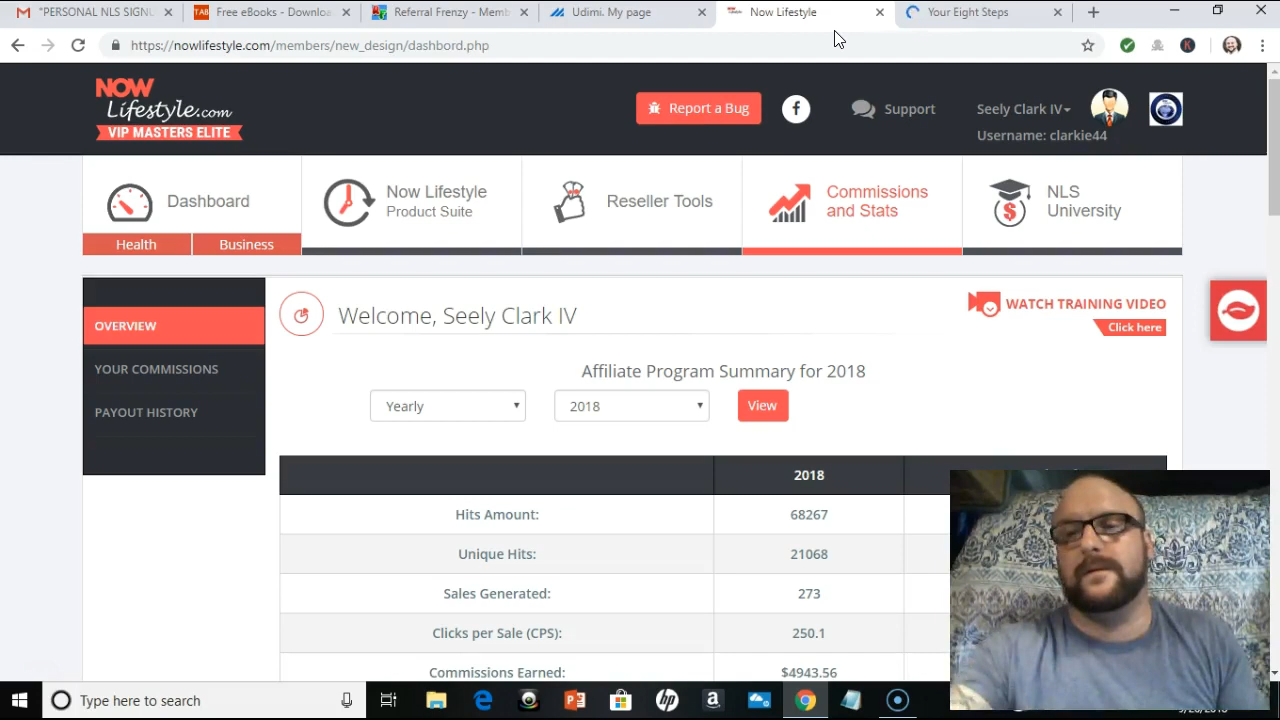 *PERSONAL NLS SIGNU
Free eBooks - Downloa
Referral Frenzy - Memb
Udimi. My page
Now Lifestyle
Your Eight Steps
https://nowlifestyle.com/members/new_design/dashbord.php
NOW
Lifestyle.com
VIP MASTERS ELITE
Report a Bug
Support
Seely Clark IV
Username: clarkie44
Dashboard
Health
Business
Now Lifestyle
Product Suite
Reseller Tools
Commissions
and Stats
NLS
University
OVERVIEW
YOUR COMMISSIONS
PAYOUT HISTORY
Welcome, Seely Clark IV
WATCH TRAINING VIDEO
Click here
Affiliate Program Summary for 2018
Yearly
2018
View
2018
Hits Amount: 68267
Unique Hits: 21068
Sales Generated: 273
Clicks per Sale (CPS): 250.1
Commissions Earned: $4943.56
Type here to search